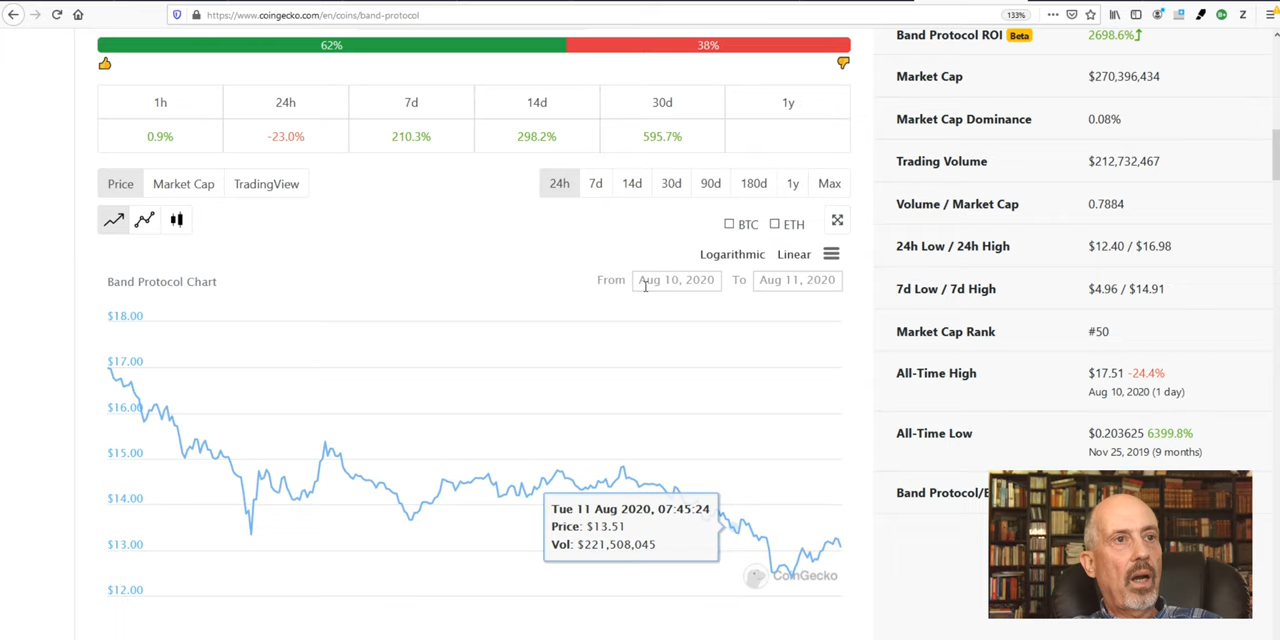 https://www.coingecko.com/en/coins/band-protocol
133%
62% 38%
1h 24h 7d 14d 30d 1y
0.9% -23.0% 210.3% 298.2% 595.7%
Price Market Cap TradingView
24h 7d 14d 30d 90d 180d 1y Max
BTC ETH
Logarithmic Linear
Band Protocol Chart
From Aug 10, 2020 To Aug 11, 2020
$18.00
$17.00
$16.00
$15.00
$14.00
$13.00
$12.00
Tue 11 Aug 2020, 07:45:24
Price: $13.51
Vol: $221,508,045
CoinGecko
Band Protocol ROI Beta 2698.6%
Market Cap $270,396,434
Market Cap Dominance 0.08%
Trading Volume $212,732,467
Volume / Market Cap 0.7884
24h Low / 24h High $12.40 / $16.98
7d Low / 7d High $4.96 / $14.91
Market Cap Rank #50
All-Time High $17.51 -24.4%
Aug 10, 2020 (1 day)
All-Time Low $0.203625 6399.8%
Nov 25, 2019 (9 months)